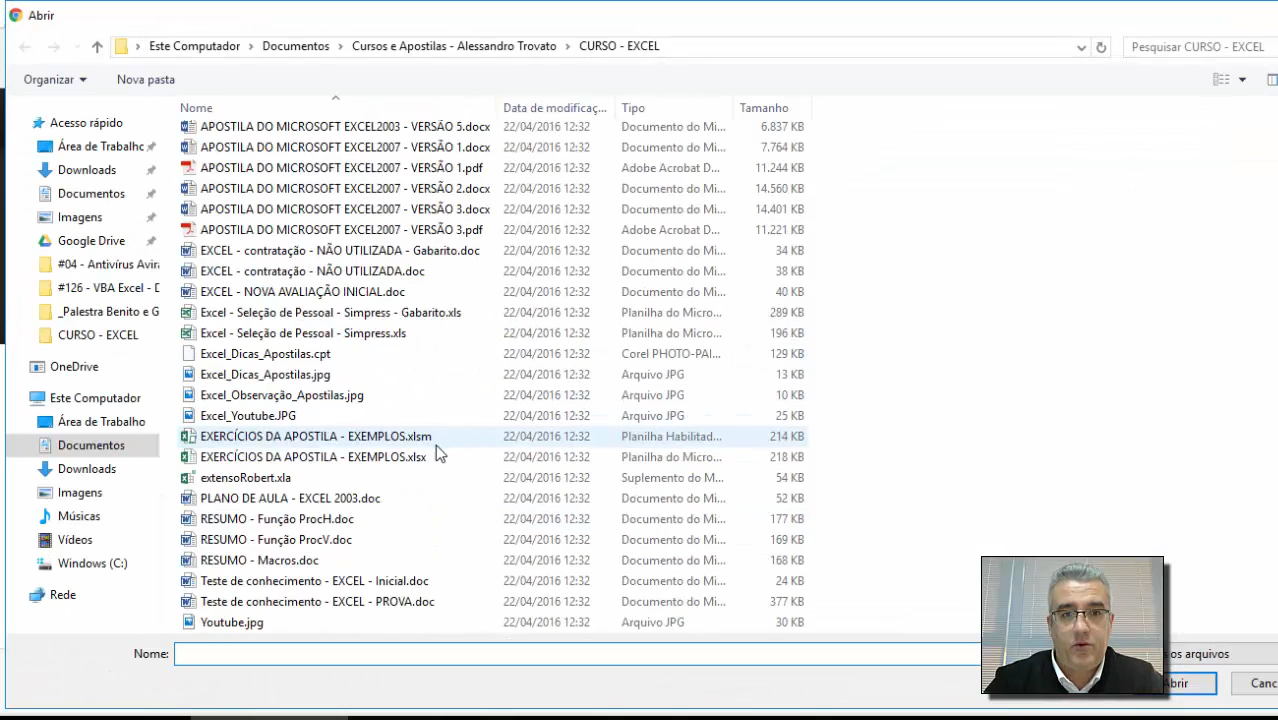 Abrir
Este Computador > Documentos > Cursos e Apostilas - Alessandro Trovato > CURSO - EXCEL
Pesquisar CURSO - EXCEL
Organizar
Nova pasta
Nome Data de modificaç... Tipo Tamanho
Acesso rápido
Área de Trabalho
Downloads
Documentos
Imagens
Google Drive
#04 - Antivírus Avira
#126 - VBA Excel - D
_Palestra Benito e G
CURSO - EXCEL
OneDrive
Este Computador
Área de Trabalho
Documentos
Downloads
Imagens
Músicas
Vídeos
Windows (C:)
Rede
APOSTILA DO MICROSOFT EXCEL2003 - VERSÃO 5.docx 22/04/2016 12:32 Documento do Mi... 6.837 KB
APOSTILA DO MICROSOFT EXCEL2007 - VERSÃO 1.docx 22/04/2016 12:32 Documento do Mi... 7.764 KB
APOSTILA DO MICROSOFT EXCEL2007 - VERSÃO 1.pdf 22/04/2016 12:32 Adobe Acrobat D... 11.244 KB
APOSTILA DO MICROSOFT EXCEL2007 - VERSÃO 2.docx 22/04/2016 12:32 Documento do Mi... 14.560 KB
APOSTILA DO MICROSOFT EXCEL2007 - VERSÃO 3.docx 22/04/2016 12:32 Documento do Mi... 14.401 KB
APOSTILA DO MICROSOFT EXCEL2007 - VERSÃO 3.pdf 22/04/2016 12:32 Adobe Acrobat D... 11.221 KB
EXCEL - contratação - NÃO UTILIZADA - Gabarito.doc 22/04/2016 12:32 Documento do Mi... 34 KB
EXCEL - contratação - NÃO UTILIZADA.doc 22/04/2016 12:32 Documento do Mi... 38 KB
EXCEL - NOVA AVALIAÇÃO INICIAL.doc 22/04/2016 12:32 Documento do Mi... 40 KB
Excel - Seleção de Pessoal - Simpress - Gabarito.xls 22/04/2016 12:32 Planilha do Micro... 289 KB
Excel - Seleção de Pessoal - Simpress.xls 22/04/2016 12:32 Planilha do Micro... 196 KB
Excel_Dicas_Apostilas.cpt 22/04/2016 12:32 Corel PHOTO-PAI... 129 KB
Excel_Dicas_Apostilas.jpg 22/04/2016 12:32 Arquivo JPG 13 KB
Excel_Observação_Apostilas.jpg 22/04/2016 12:32 Arquivo JPG 10 KB
Excel_Youtube.JPG 22/04/2016 12:32 Arquivo JPG 25 KB
EXERCÍCIOS DA APOSTILA - EXEMPLOS.xlsm 22/04/2016 12:32 Planilha Habilitad... 214 KB
EXERCÍCIOS DA APOSTILA - EXEMPLOS.xlsx 22/04/2016 12:32 Planilha do Micro... 218 KB
extensoRobert.xla 22/04/2016 12:32 Suplemento do M... 54 KB
PLANO DE AULA - EXCEL 2003.doc 22/04/2016 12:32 Documento do Mi... 52 KB
RESUMO - Função ProcH.doc 22/04/2016 12:32 Documento do Mi... 177 KB
RESUMO - Função ProcV.doc 22/04/2016 12:32 Documento do Mi... 169 KB
RESUMO - Macros.doc 22/04/2016 12:32 Documento do Mi... 168 KB
Teste de conhecimento - EXCEL - Inicial.doc 22/04/2016 12:32 Documento do Mi... 24 KB
Teste de conhecimento - EXCEL - PROVA.doc 22/04/2016 12:32 Documento do Mi... 377 KB
Youtube.jpg 22/04/2016 12:32 Arquivo JPG 30 KB
Nome:
os arquivos
Abrir Canc